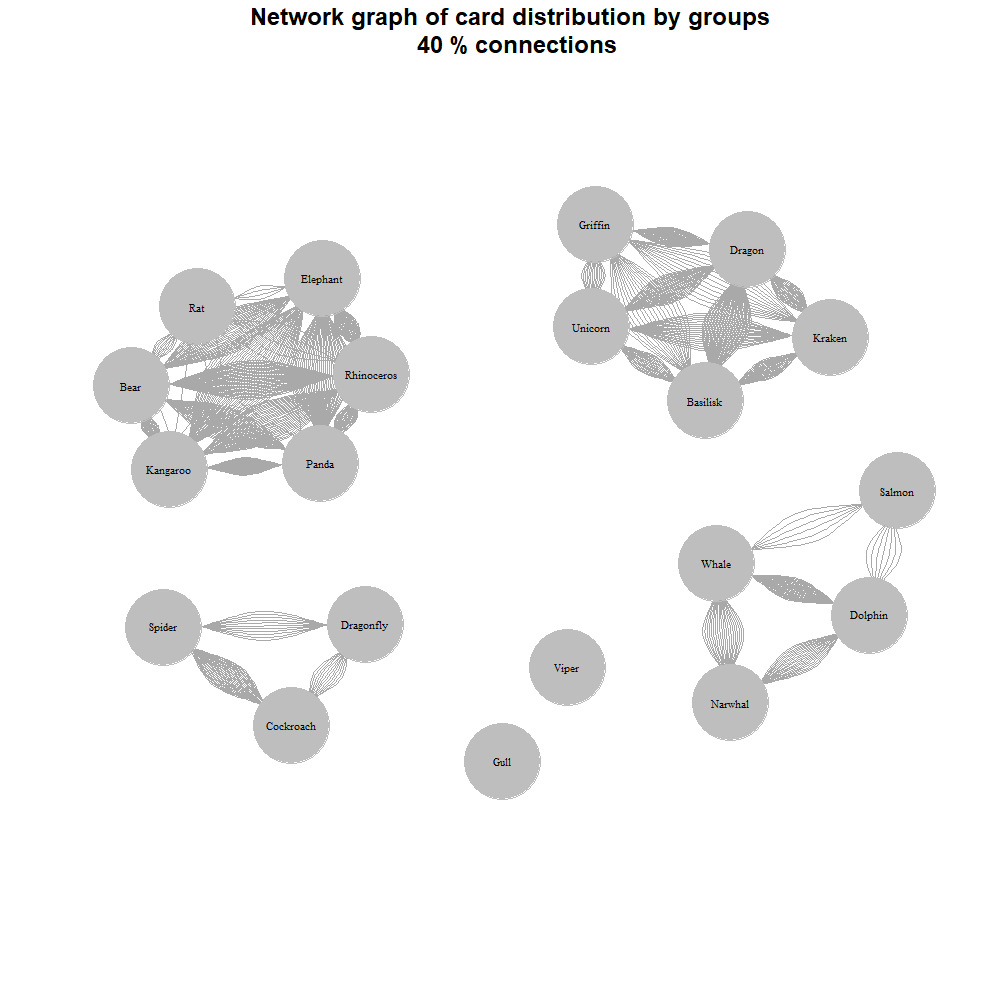 Network graph of card distribution by groups
40 % connections
Griffin
Dragon
Elephant
Rat
Unicorn
Kraken
Rhinoceros
Bear
Basilisk
Panda
Kangaroo
Salmon
Whale
Dolphin
Spider
Dragonfly
Viper
Narwhal
Cockroach
Gull